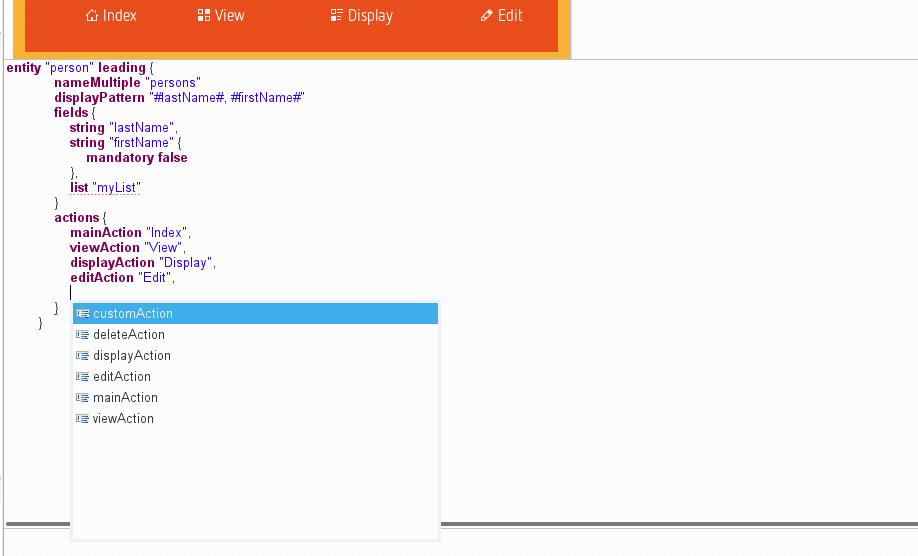 Index View Display Edit
entity "person" leading {
nameMultiple "persons"
displayPattern "#lastName#, #firstName#"
fields {
string "lastName",
string "firstName" {
mandatory false
},
list "myList"
}
actions {
mainAction "Index",
viewAction "View",
displayAction "Display",
editAction "Edit",
}
}
customAction
deleteAction
displayAction
editAction
mainAction
viewAction